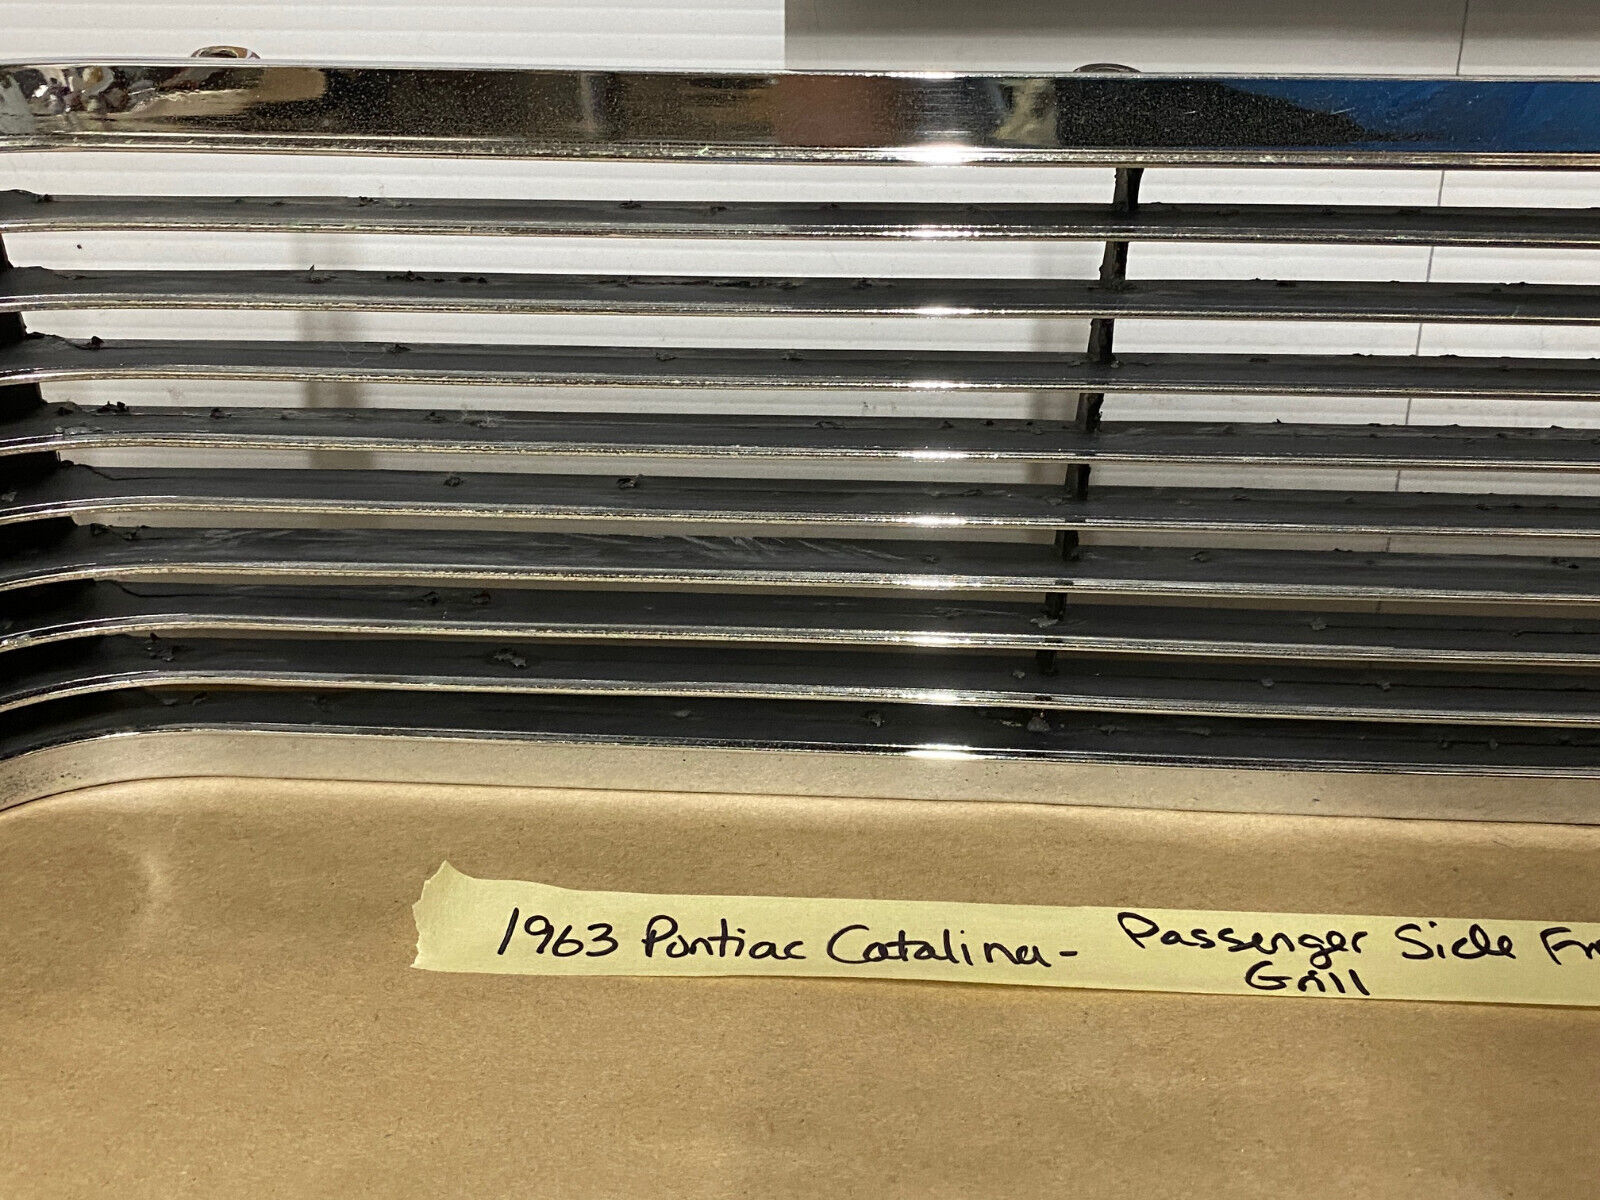 1963 Pontiac Catalina - Passenger Side
Grill